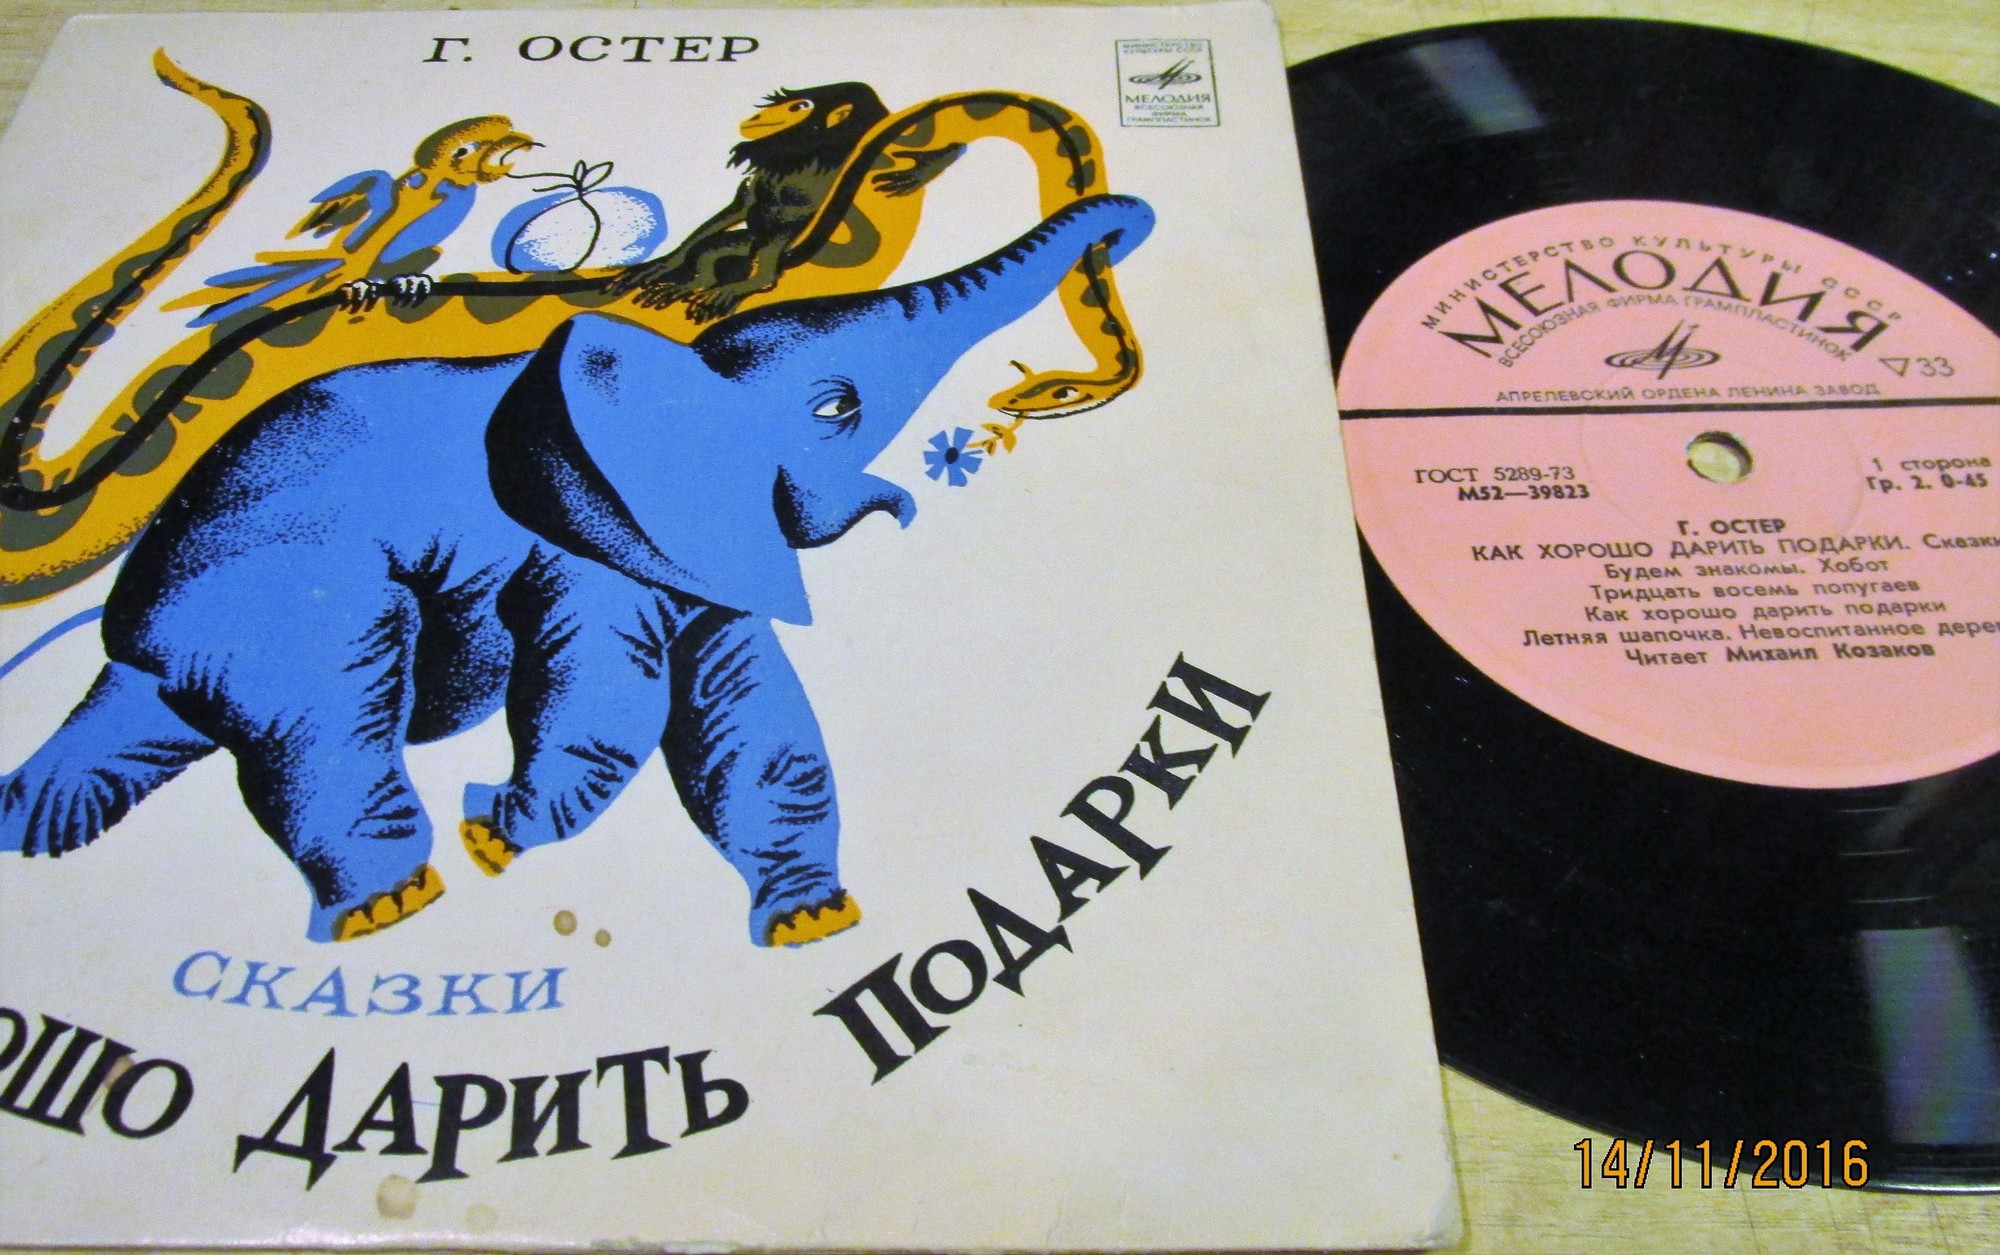 Г. ОСТЕР
МИНИСТЕРСТВО
КУЛЬТУРЫ СССР
МЕЛОДИЯ
ВСЕСОЮЗНАЯ
ФИРМА
ГРАМПЛАСТИНОК
СКАЗКИ
ОШО ДАРИТЬ ПОДАРКИ
МИНИСТЕРСТВО КУЛЬТУРЫ СССР
МЕЛОДИЯ
ВСЕСОЮЗНАЯ ФИРМА ГРАМПЛАСТИНОК
33
АПРЕЛЕВСКИЙ ОРДЕНА ЛЕНИНА ЗАВОД
ГОСТ 5289-73
М52—39823
1 сторона
Гр. 2. 0-45
Г. ОСТЕР
КАК ХОРОШО ДАРИТЬ ПОДАРКИ. Сказки
Будем знакомы. Хобот
Тридцать восемь попугаев
Как хорошо дарить подарки
Летняя шапочка. Невоспитанное дерев
Читает Михаил Козаков
14/11/2016